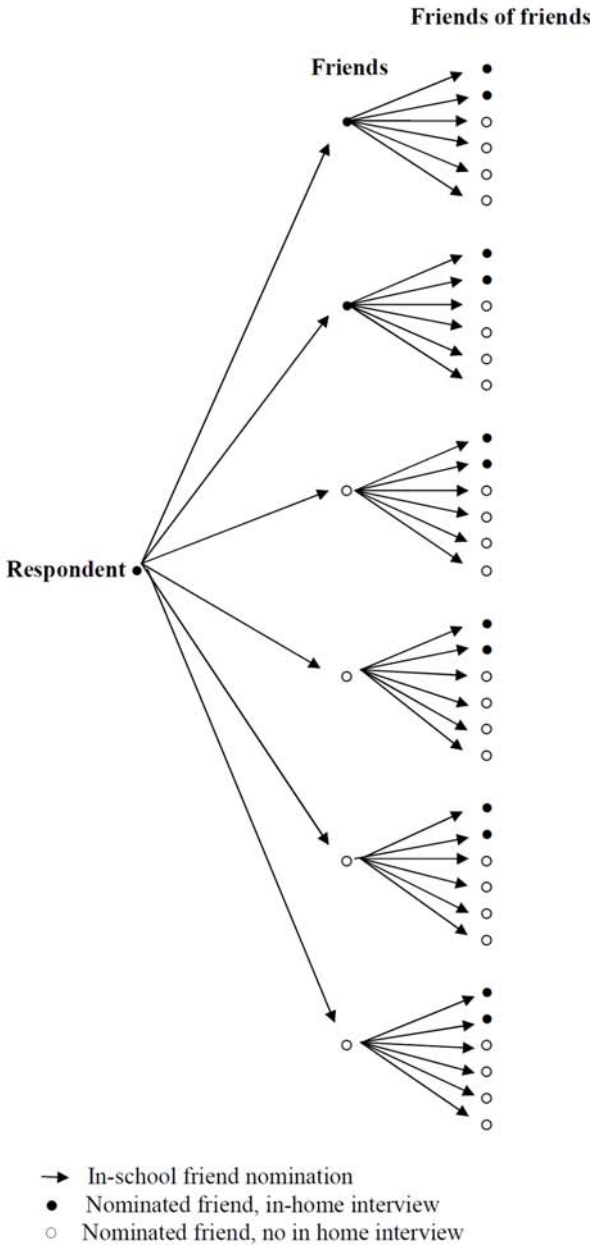 Friends of friends
Friends
Respondent
In-school friend nomination
Nominated friend, in-home interview
Nominated friend, no in home interview